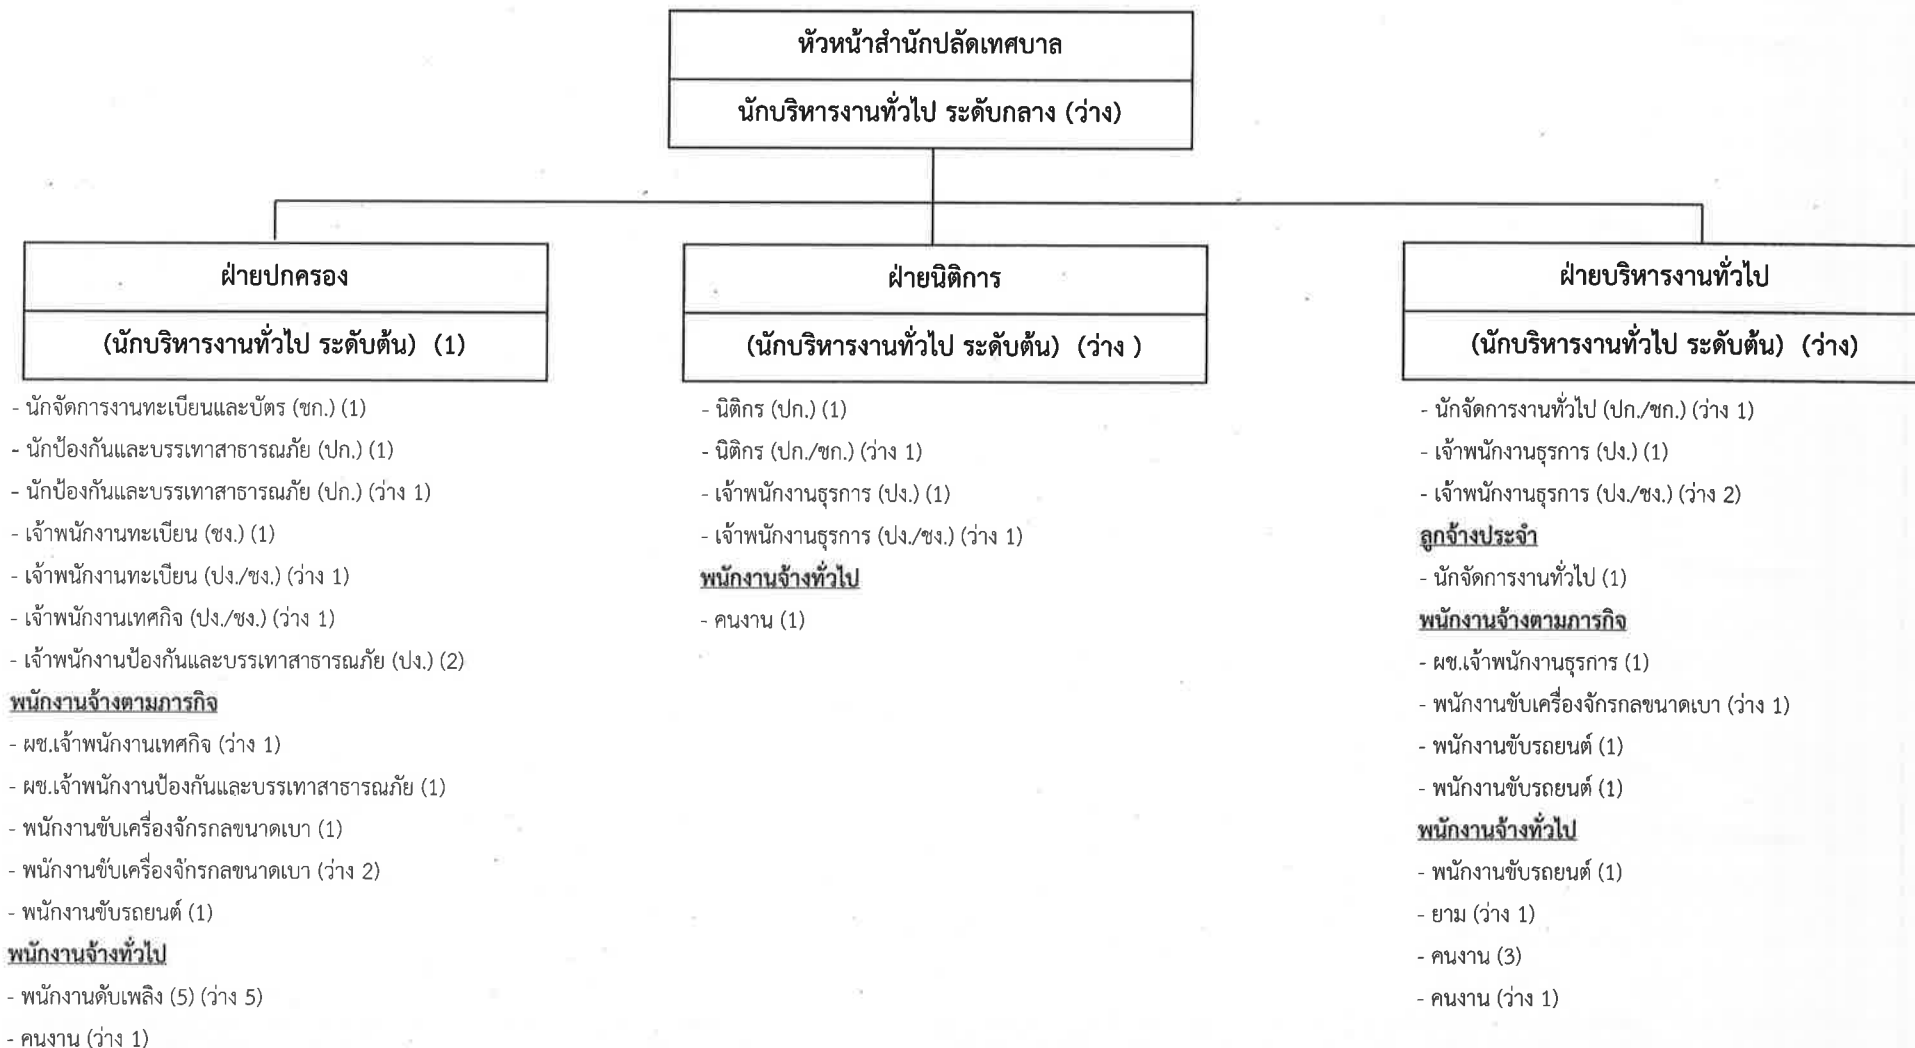 หัวหน้าสำนักปลัดเทศบาล
นักบริหารงานทั่วไป ระดับกลาง (ว่าง)
ฝ่ายปกครอง
(นักบริหารงานทั่วไป ระดับต้น) (1)
- นักจัดการงานทะเบียนและบัตร (ชก.) (1)
- นักป้องกันและบรรเทาสาธารณภัย (ปก.) (1)
- นักป้องกันและบรรเทาสาธารณภัย (ปก.) (ว่าง 1)
- เจ้าพนักงานทะเบียน (ชง.) (1)
- เจ้าพนักงานทะเบียน (ปง./ชง.) (ว่าง 1)
- เจ้าพนักงานเทศกิจ (ปง./ชง.) (ว่าง 1)
- เจ้าพนักงานป้องกันและบรรเทาสาธารณภัย (ปง.) (2)
พนักงานจ้างตามภารกิจ
- ผช.เจ้าพนักงานเทศกิจ (ว่าง 1)
- ผช.เจ้าพนักงานป้องกันและบรรเทาสาธารณภัย (1)
- พนักงานขับเครื่องจักรกลขนาดเบา (1)
- พนักงานขับเครื่องจักรกลขนาดเบา (ว่าง 2)
- พนักงานขับรถยนต์ (1)
พนักงานจ้างทั่วไป
- พนักงานดับเพลิง (5) (ว่าง 5)
- คนงาน (ว่าง 1)
ฝ่ายนิติการ
(นักบริหารงานทั่วไป ระดับต้น) (ว่าง )
- นิติกร (ปก.) (1)
- นิติกร (ปก./ชก.) (ว่าง 1)
- เจ้าพนักงานธุรการ (ปง.) (1)
- เจ้าพนักงานธุรการ (ปง./ชง.) (ว่าง 1)
พนักงานจ้างทั่วไป
- คนงาน (1)
ฝ่ายบริหารงานทั่วไป
(นักบริหารงานทั่วไป ระดับต้น) (ว่าง)
- นักจัดการงานทั่วไป (ปก./ชก.) (ว่าง 1)
- เจ้าพนักงานธุรการ (ปง.) (1)
- เจ้าพนักงานธุรการ (ปง./ชง.) (ว่าง 2)
ลูกจ้างประจำ
- นักจัดการงานทั่วไป (1)
พนักงานจ้างตามภารกิจ
- ผช.เจ้าพนักงานธุรการ (1)
- พนักงานขับเครื่องจักรกลขนาดเบา (ว่าง 1)
- พนักงานขับรถยนต์ (1)
- พนักงานขับรถยนต์ (1)
พนักงานจ้างทั่วไป
- พนักงานขับรถยนต์ (1)
- ยาม (ว่าง 1)
- คนงาน (3)
- คนงาน (ว่าง 1)